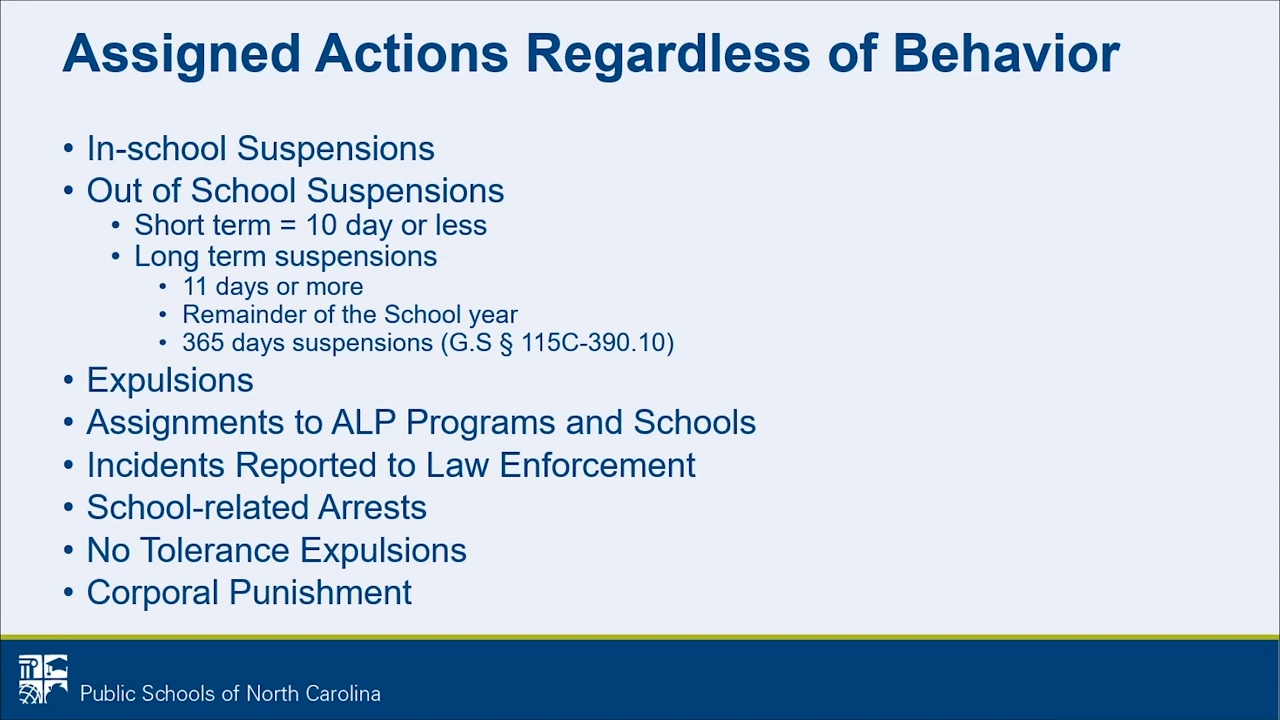 Assigned Actions Regardless of Behavior
• In-school Suspensions
• Out of School Suspensions
• Short term = 10 day or less
• Long term suspensions
• 11 days or more
• Remainder of the School year
• 365 days suspensions (G.S § 115C-390.10)
• Expulsions
• Assignments to ALP Programs and Schools
• Incidents Reported to Law Enforcement
• School-related Arrests
• No Tolerance Expulsions
• Corporal Punishment
Public Schools of North Carolina